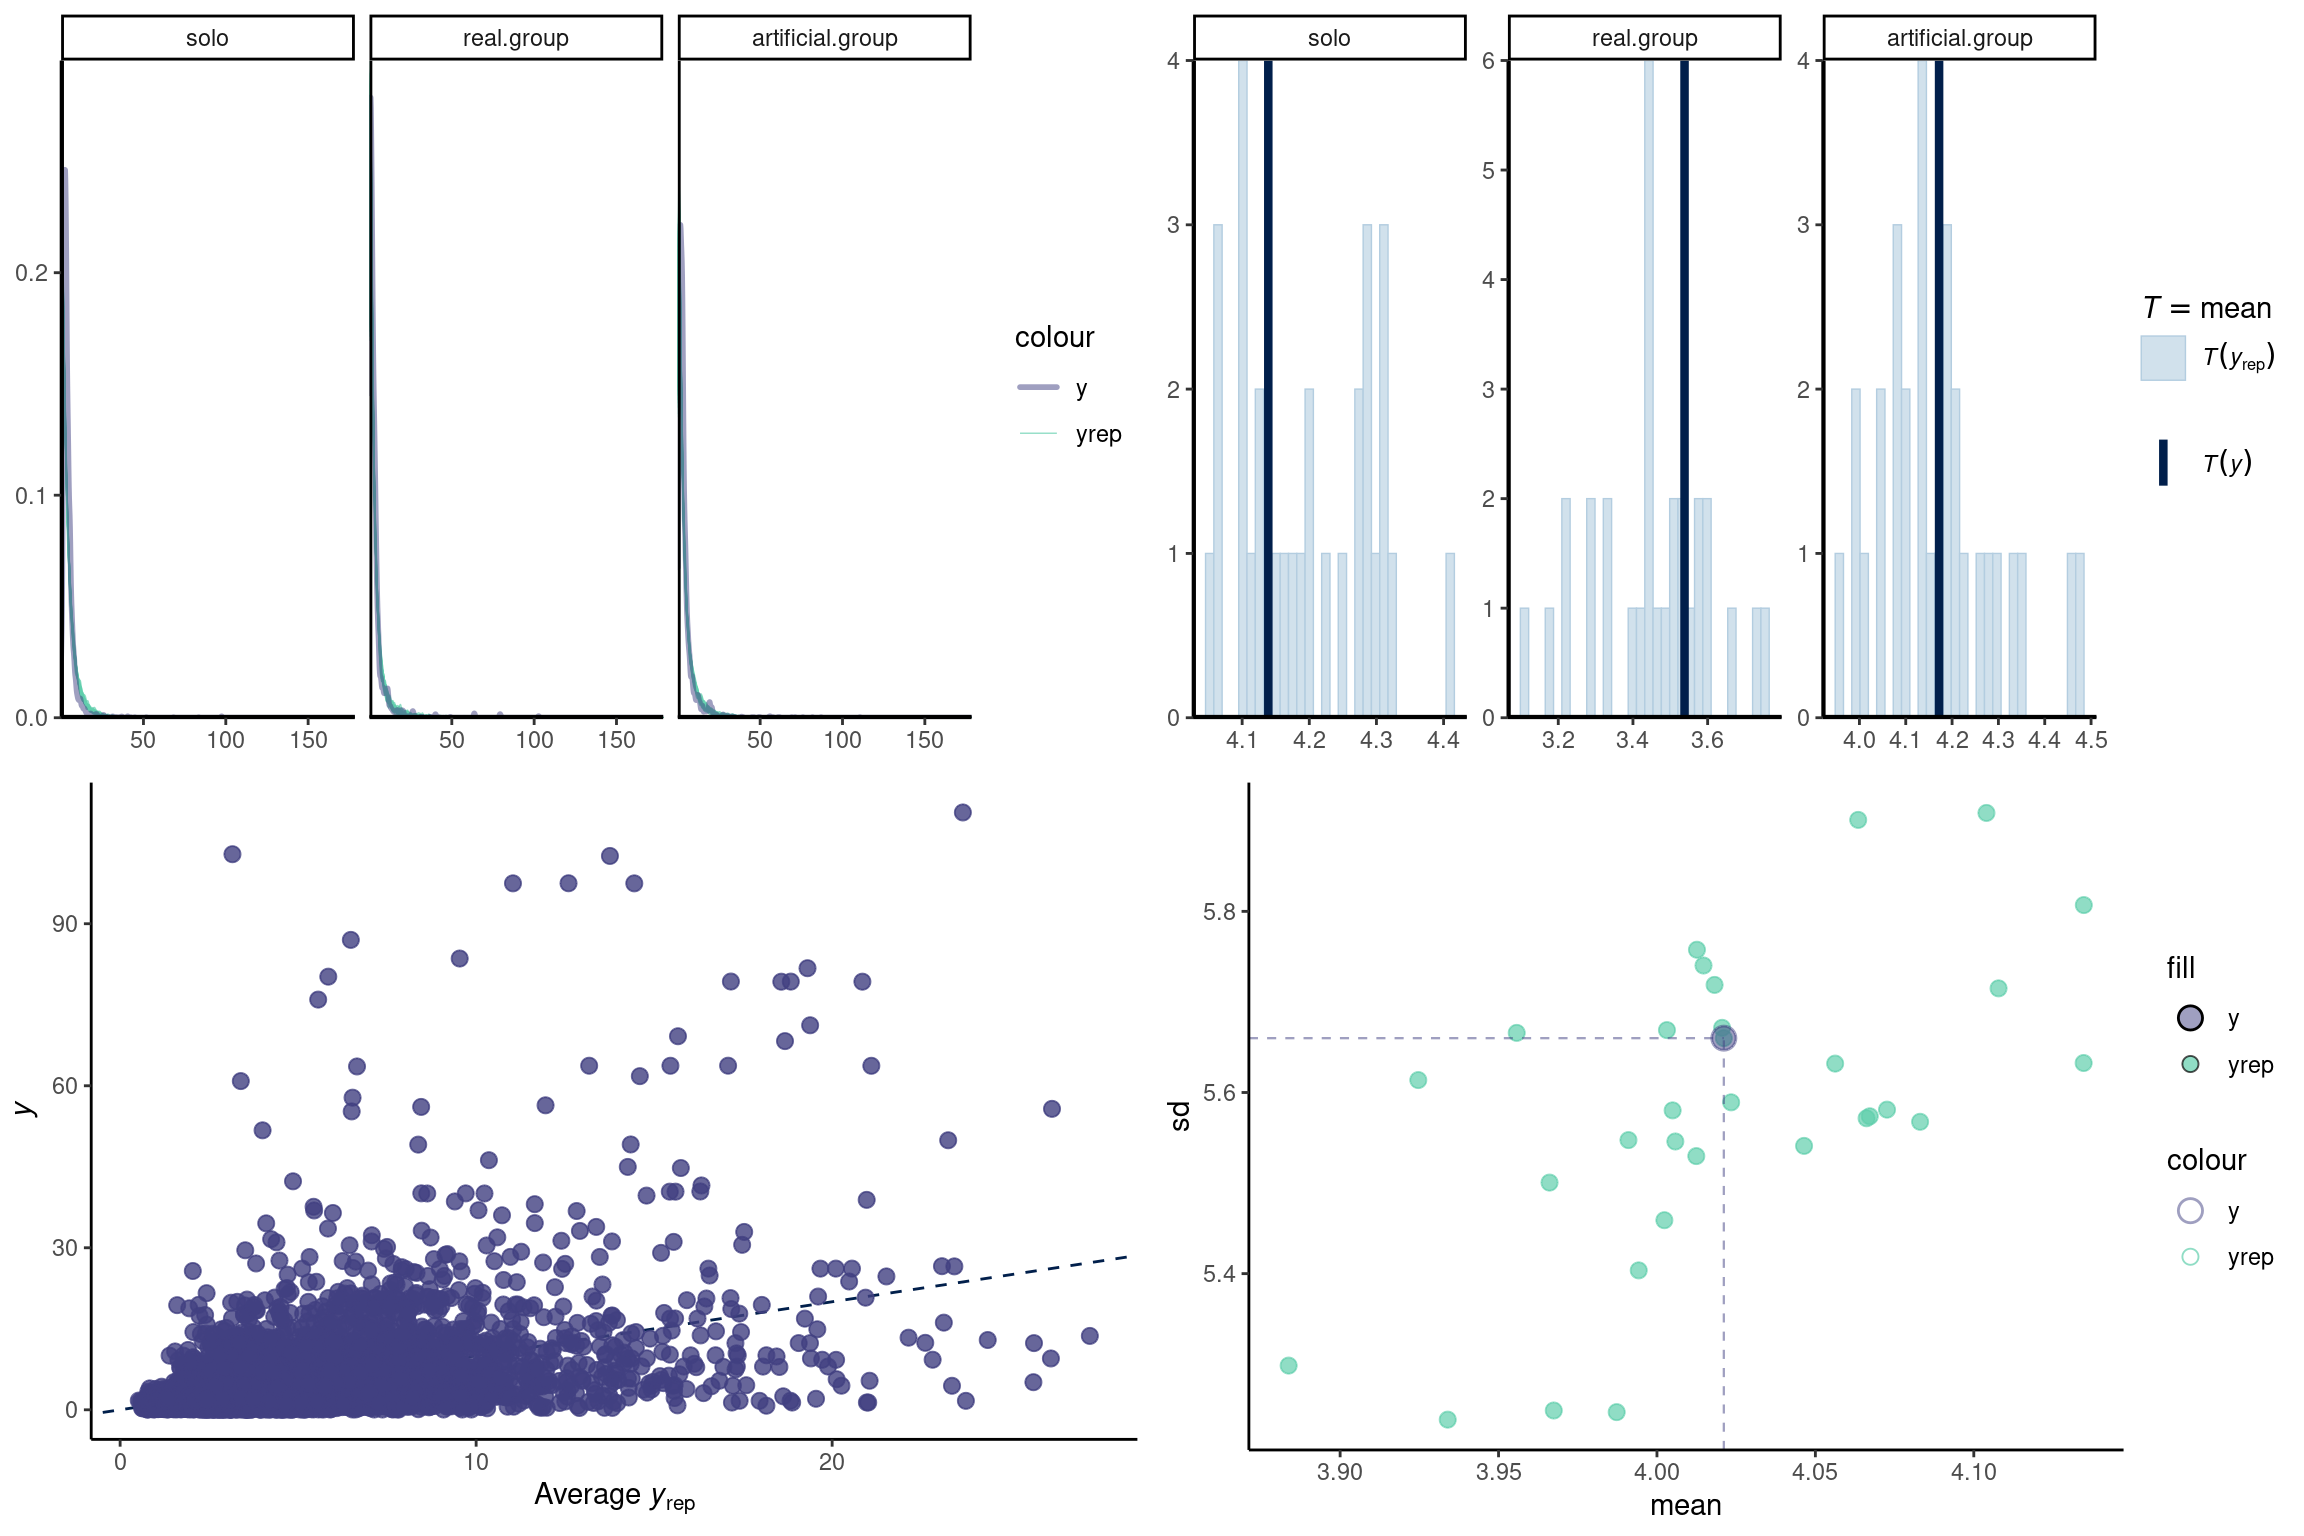 solo real.group artificial.group
0.2
0.1
0.0
50 100 150 50 100 150 50 100 150
colour
y
yrep
solo real.group artificial.group
4
3
2
1
0
6
5
4
3
2
1
0
4
3
2
1
0
4.1 4.2 4.3 4.4 3.2 3.4 3.6 4.0 4.1 4.2 4.3 4.4 4.5
T = mean
T(yrep)
T(y)
y
90
60
30
0
0 10 20
Average yrep
sd
5.8
5.6
5.4
3.90 3.95 4.00 4.05 4.10
mean
fill
y
yrep
colour
y
yrep